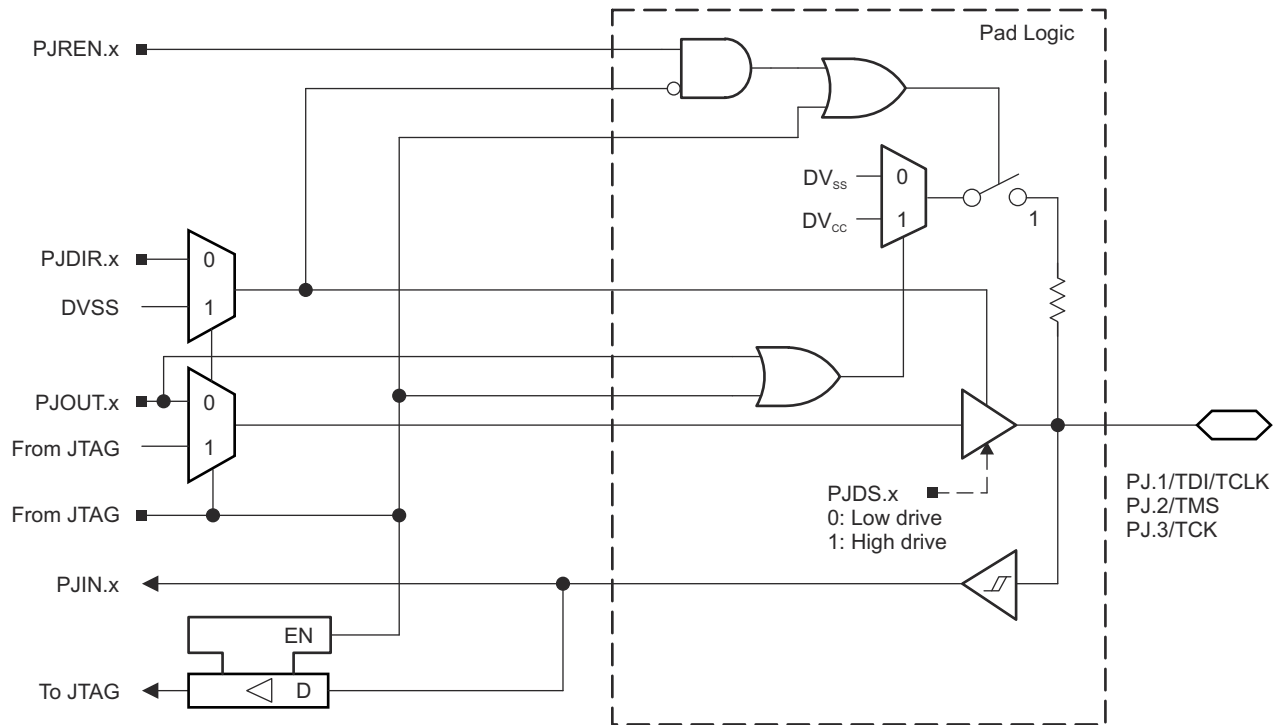 Pad Logic
PJREN.x
DVSS
0
DVCC
1
1
PJDIR.x
0
DVSS
1
PJOUT.x
0
From JTAG
1
PJDS.x
0: Low drive
1: High drive
PJ.1/TDI/TCLK
PJ.2/TMS
PJ.3/TCK
From JTAG
PJIN.x
EN
To JTAG
D